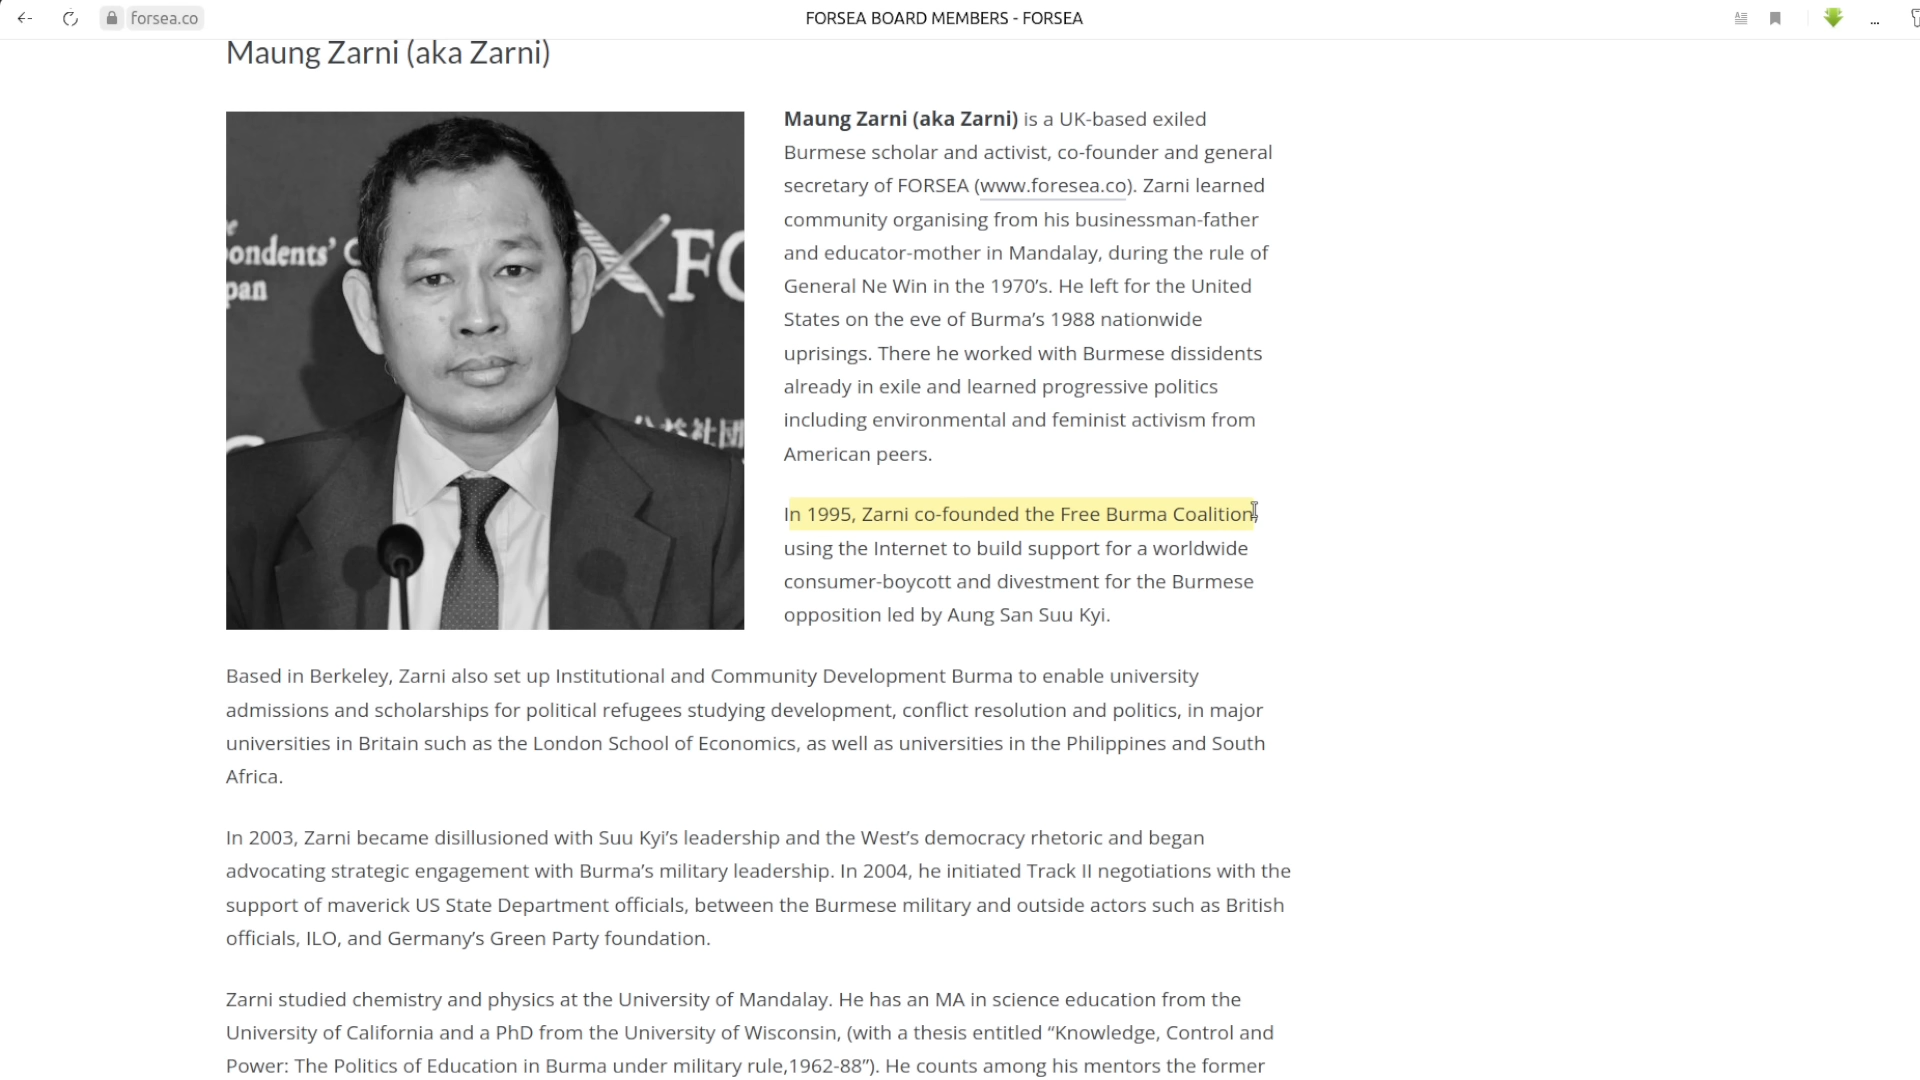 forsea.co
FORSEA BOARD MEMBERS - FORSEA
...
Maung Zarni (aka Zarni)
ondents'
pan
FC
Maung Zarni (aka Zarni) is a UK-based exiled
Burmese scholar and activist, co-founder and general
secretary of FORSEA (www.foresea.co). Zarni learned
community organising from his businessman-father
and educator-mother in Mandalay, during the rule of
General Ne Win in the 1970’s. He left for the United
States on the eve of Burma’s 1988 nationwide
uprisings. There he worked with Burmese dissidents
already in exile and learned progressive politics
including environmental and feminist activism from
American peers.
In 1995, Zarni co-founded the Free Burma Coalition,
using the Internet to build support for a worldwide
consumer-boycott and divestment for the Burmese
opposition led by Aung San Suu Kyi.
Based in Berkeley, Zarni also set up Institutional and Community Development Burma to enable university
admissions and scholarships for political refugees studying development, conflict resolution and politics, in major
universities in Britain such as the London School of Economics, as well as universities in the Philippines and South
Africa.
In 2003, Zarni became disillusioned with Suu Kyi’s leadership and the West’s democracy rhetoric and began
advocating strategic engagement with Burma’s military leadership. In 2004, he initiated Track II negotiations with the
support of maverick US State Department officials, between the Burmese military and outside actors such as British
officials, ILO, and Germany’s Green Party foundation.
Zarni studied chemistry and physics at the University of Mandalay. He has an MA in science education from the
University of California and a PhD from the University of Wisconsin, (with a thesis entitled “Knowledge, Control and
Power: The Politics of Education in Burma under military rule,1962-88”). He counts among his mentors the former